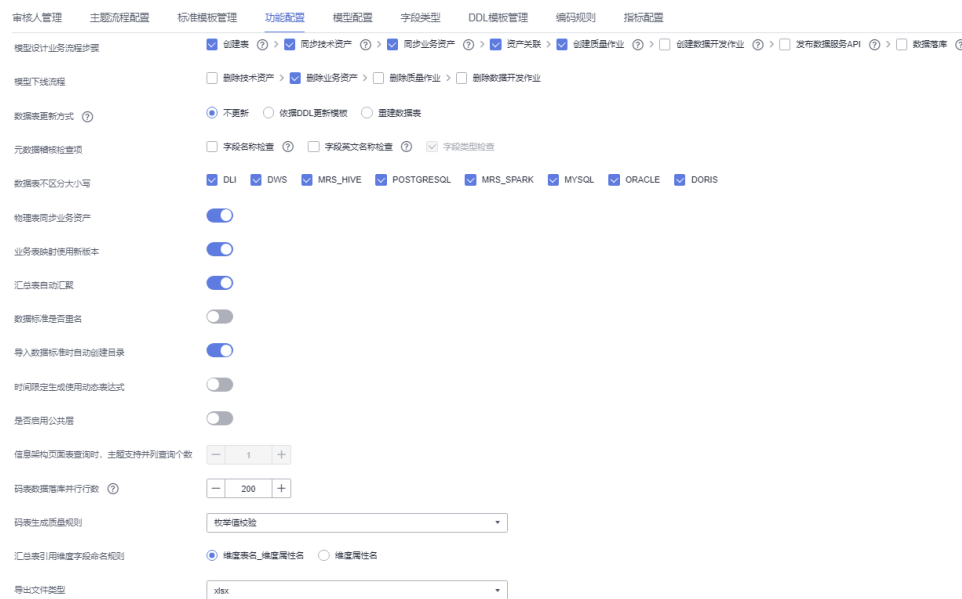 审核人管理 主题流程配置 标准模板管理 功能配置 模型配置 字段类型 DDL模板管理 编码规则 指标配置
模型设计业务流程步骤 创建表 ? > 同步技术资产 ? > 同步业务资产 ? > 资产关联 > 创建质量作业 ? > 创建数据开发作业 ? > 发布数据服务API ? > 数据落库 ?
模型下线流程 删除技术资产 > 删除业务资产 > 删除质量作业 > 删除数据开发作业
数据表更新方式 ? 不更新 依据DDL更新模板 重建数据表
元数据稽核检查项 字段名称检查 ? 字段英文名称检查 ? 字段类型检查
数据表不区分大小写 DLI DWS MRS_HIVE POSTGRESQL MRS_SPARK MYSQL ORACLE DORIS
物理表同步业务资产
业务表映射使用新版本
汇总表自动汇聚
数据标准是否重名
导入数据标准时自动创建目录
时间限定生成使用动态表达式
是否启用公共层
信息架构页面表查询时、主题支持并列查询个数 − 1 +
码表数据落库并行行数 ? − 200 +
码表生成质量规则 枚举值校验
汇总表引用维度字段命名规则 维度表名_维度属性名 维度属性名
导出文件类型 xlsx